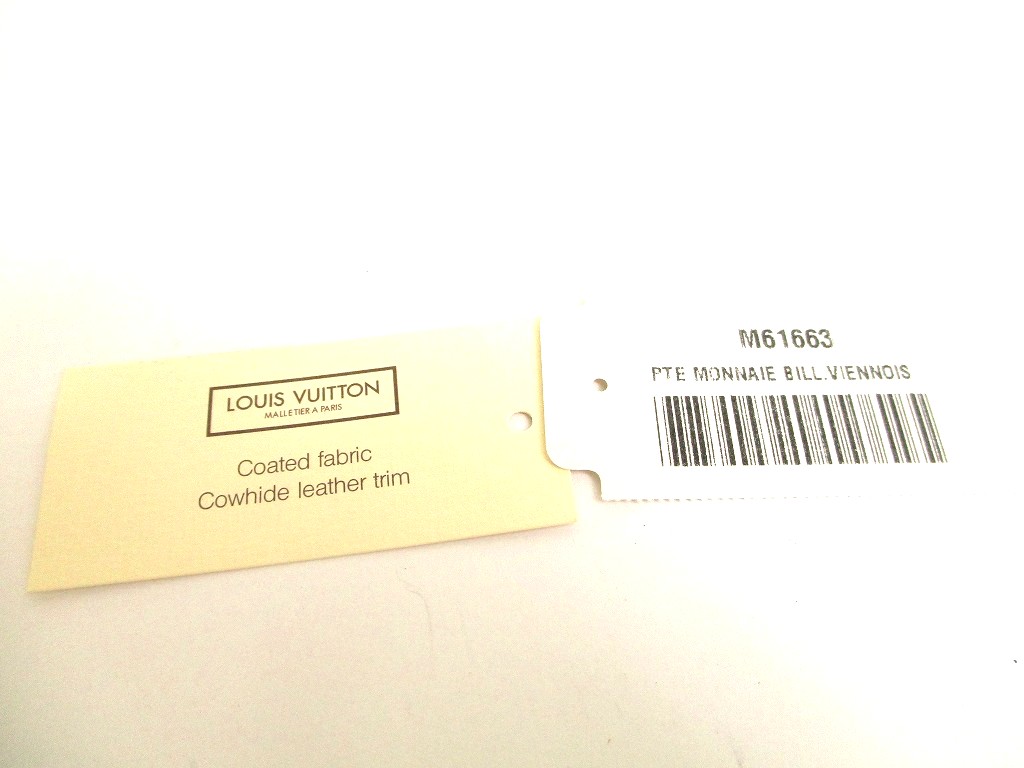 LOUIS VUITTON
MALLETIER A PARIS
Coated fabric
Cowhide leather trim
M61663
PTE MONNAIE BILL.VIENNOIS